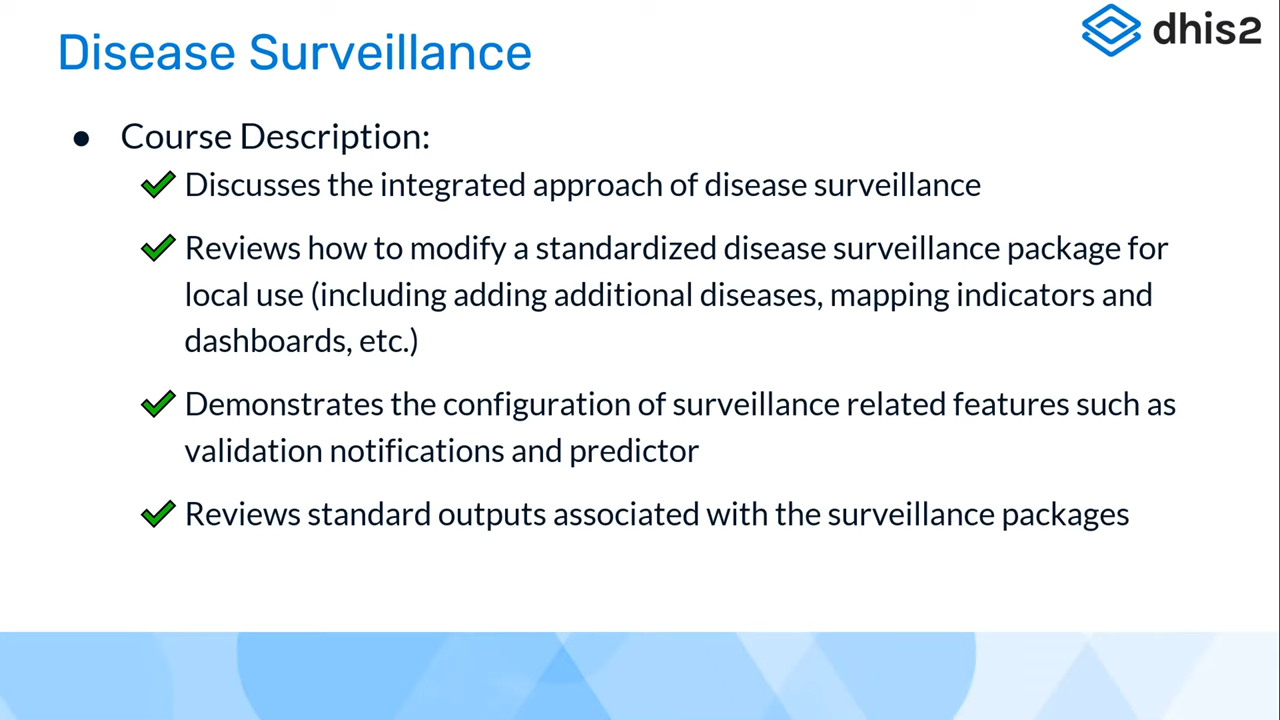 dhis2
Disease Surveillance
● Course Description:
✔ Discusses the integrated approach of disease surveillance
✔ Reviews how to modify a standardized disease surveillance package for
local use (including adding additional diseases, mapping indicators and
dashboards, etc.)
✔ Demonstrates the configuration of surveillance related features such as
validation notifications and predictor
✔ Reviews standard outputs associated with the surveillance packages